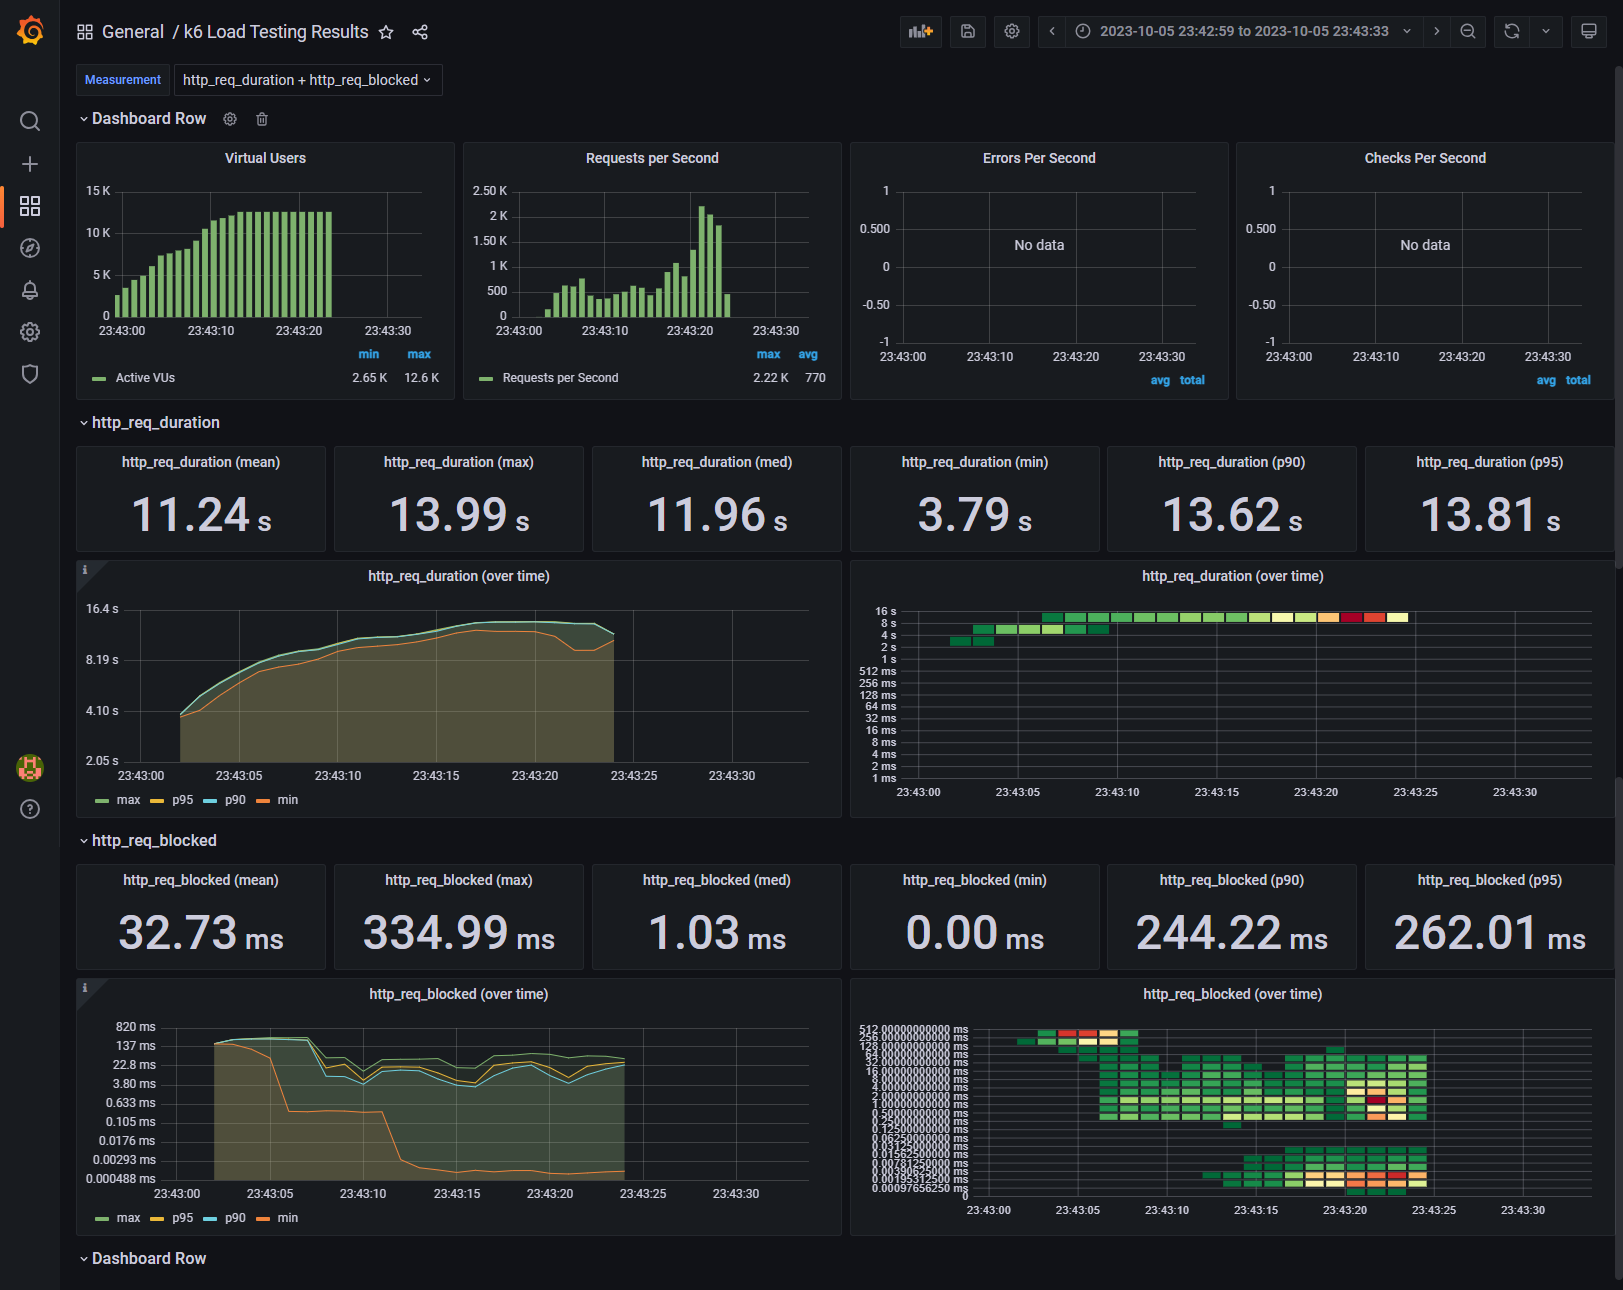 General / k6 Load Testing Results
2023-10-05 23:42:59 to 2023-10-05 23:43:33
Measurement http_req_duration + http_req_blocked
Dashboard Row
Virtual Users
15 K
10 K
5 K
0
23:43:00 23:43:10 23:43:20 23:43:30
min max
Active VUs 2.65 K 12.6 K
Requests per Second
2.50 K
2 K
1.50 K
1 K
500
0
23:43:00 23:43:10 23:43:20 23:43:30
max avg
Requests per Second 2.22 K 770
Errors Per Second
1
0.500
0
-0.50
-1
No data
23:43:00 23:43:10 23:43:20 23:43:30
avg total
Checks Per Second
1
0.500
0
-0.50
-1
No data
23:43:00 23:43:10 23:43:20 23:43:30
avg total
http_req_duration
http_req_duration (mean)
11.24 s
http_req_duration (max)
13.99 s
http_req_duration (med)
11.96 s
http_req_duration (min)
3.79 s
http_req_duration (p90)
13.62 s
http_req_duration (p95)
13.81 s
http_req_duration (over time)
16.4 s
8.19 s
4.10 s
2.05 s
23:43:00 23:43:05 23:43:10 23:43:15 23:43:20 23:43:25 23:43:30
max p95 p90 min
http_req_duration (over time)
16 s
8 s
4 s
2 s
1 s
512 ms
256 ms
128 ms
64 ms
32 ms
16 ms
8 ms
4 ms
2 ms
1 ms
23:43:00 23:43:05 23:43:10 23:43:15 23:43:20 23:43:25 23:43:30
http_req_blocked
http_req_blocked (mean)
32.73 ms
http_req_blocked (max)
334.99 ms
http_req_blocked (med)
1.03 ms
http_req_blocked (min)
0.00 ms
http_req_blocked (p90)
244.22 ms
http_req_blocked (p95)
262.01 ms
http_req_blocked (over time)
820 ms
137 ms
22.8 ms
3.80 ms
0.633 ms
0.105 ms
0.0176 ms
0.00293 ms
0.000488 ms
23:43:00 23:43:05 23:43:10 23:43:15 23:43:20 23:43:25 23:43:30
max p95 p90 min
http_req_blocked (over time)
512.00000000000 ms
256.00000000000 ms
128.00000000000 ms
64.00000000000 ms
32.00000000000 ms
16.00000000000 ms
8.00000000000 ms
4.00000000000 ms
2.00000000000 ms
1.00000000000 ms
0.50000000000 ms
0.25000000000 ms
0.12500000000 ms
0.06250000000 ms
0.03125000000 ms
0.01562500000 ms
0.00781250000 ms
0.00390625000 ms
0.00195312500 ms
0.00097656250 ms
0
23:43:00 23:43:05 23:43:10 23:43:15 23:43:20 23:43:25 23:43:30
Dashboard Row